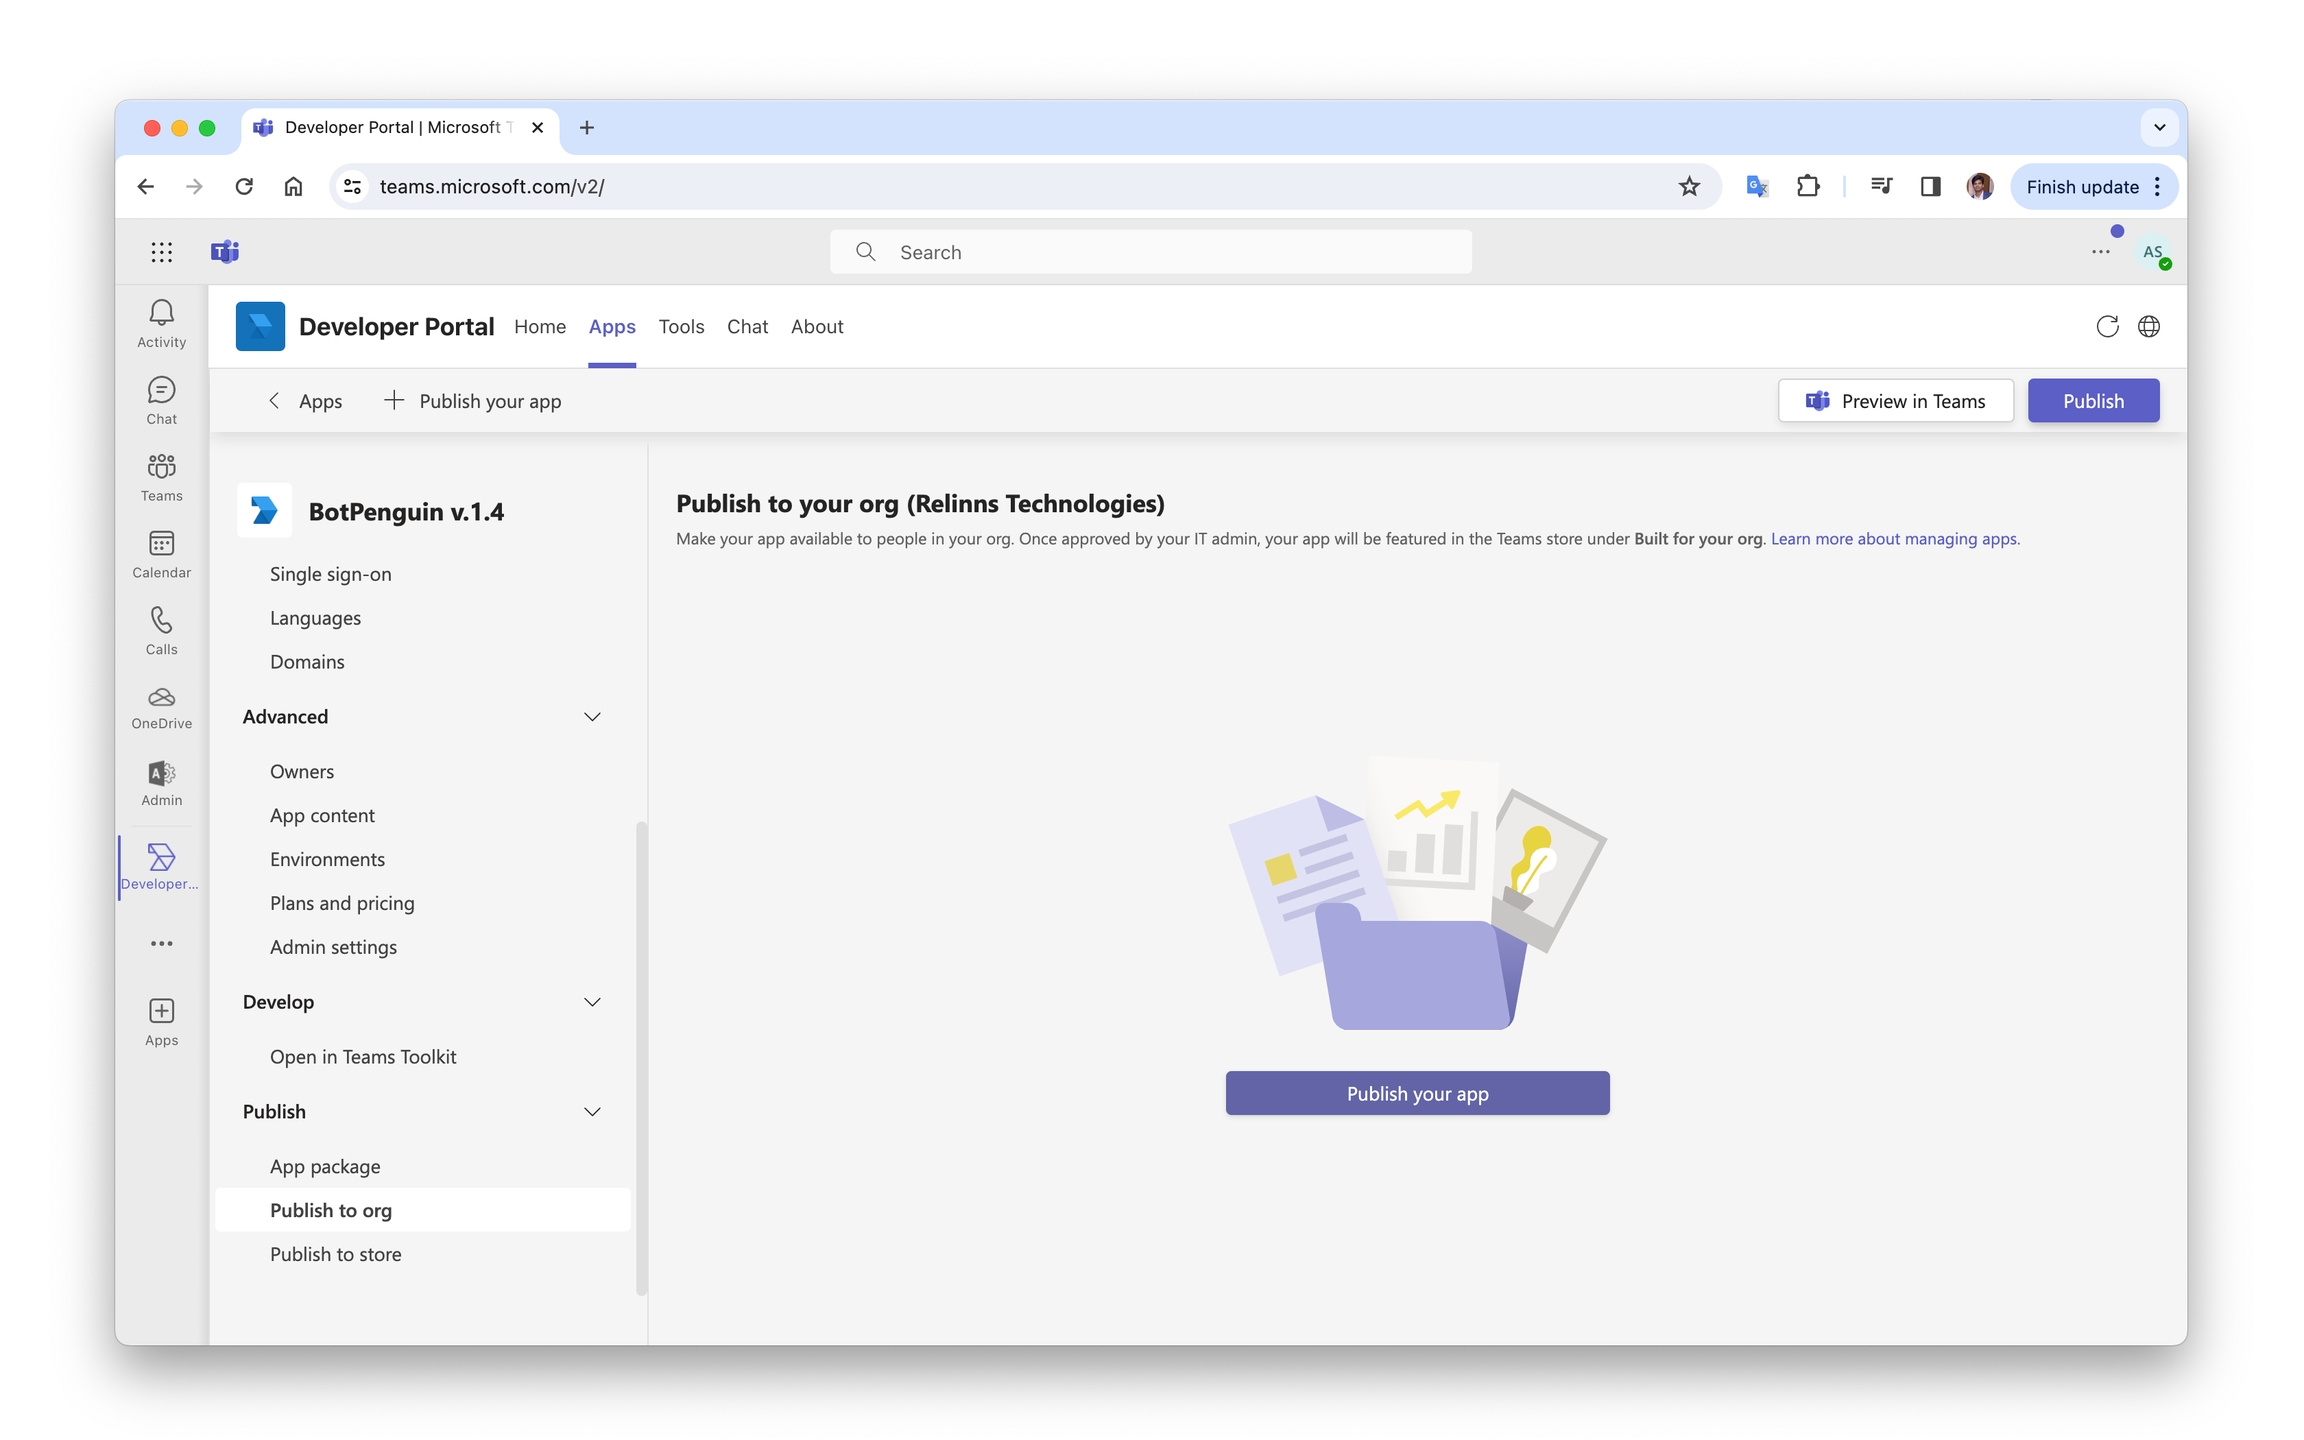 Developer Portal | Microsoft T
teams.microsoft.com/v2/
Finish update
Search
AS
Activity
Chat
Teams
Calendar
Calls
OneDrive
Admin
Developer...
Apps
Developer Portal
Home
Apps
Tools
Chat
About
Apps
Publish your app
Preview in Teams
Publish
BotPenguin v.1.4
Single sign-on
Languages
Domains
Advanced
Owners
App content
Environments
Plans and pricing
Admin settings
Develop
Open in Teams Toolkit
Publish
App package
Publish to org
Publish to store
Publish to your org (Relinns Technologies)
Make your app available to people in your org. Once approved by your IT admin, your app will be featured in the Teams store under Built for your org. Learn more about managing apps.
Publish your app